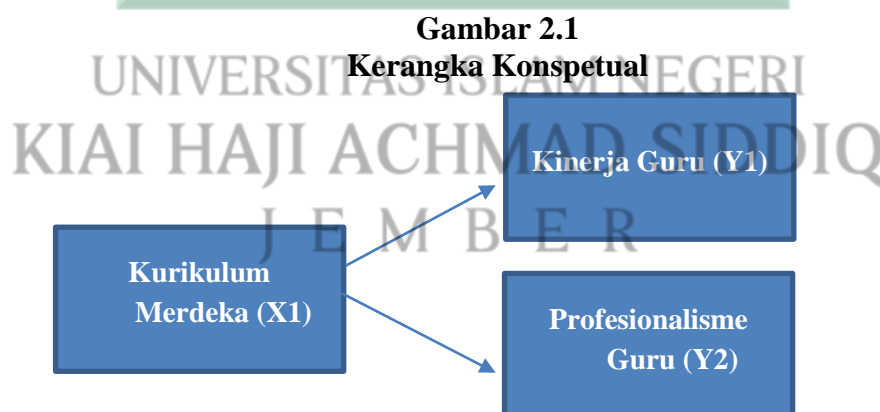 Gambar 2.1
Kerangka Konspetual
UNIVERSITAS ISLAM NEGERI
KIAI HAJI ACHMAD SIDDIQ
JEMBER
Kinerja Guru (Y1)
Kurikulum
Merdeka (X1)
Profesionalisme
Guru (Y2)